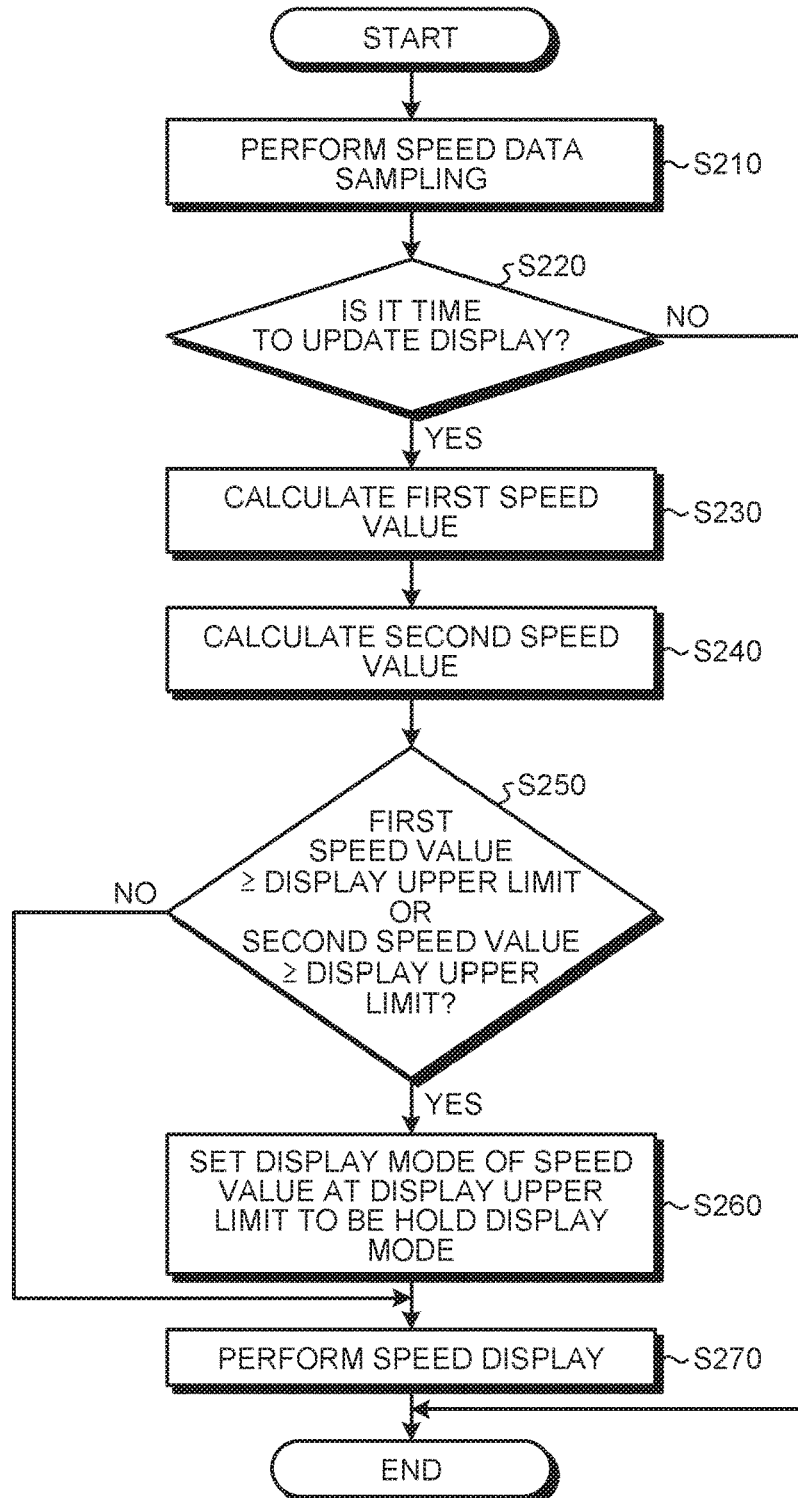 START
PERFORM SPEED DATA
SAMPLING
S210
S220
IS IT TIME
TO UPDATE DISPLAY?
NO
YES
CALCULATE FIRST SPEED
VALUE
S230
CALCULATE SECOND SPEED
VALUE
S240
S250
FIRST
SPEED VALUE
≥ DISPLAY UPPER LIMIT
OR
SECOND SPEED VALUE
≥ DISPLAY UPPER
LIMIT?
NO
YES
SET DISPLAY MODE OF SPEED
VALUE AT DISPLAY UPPER
LIMIT TO BE HOLD DISPLAY
MODE
S260
PERFORM SPEED DISPLAY
S270
END